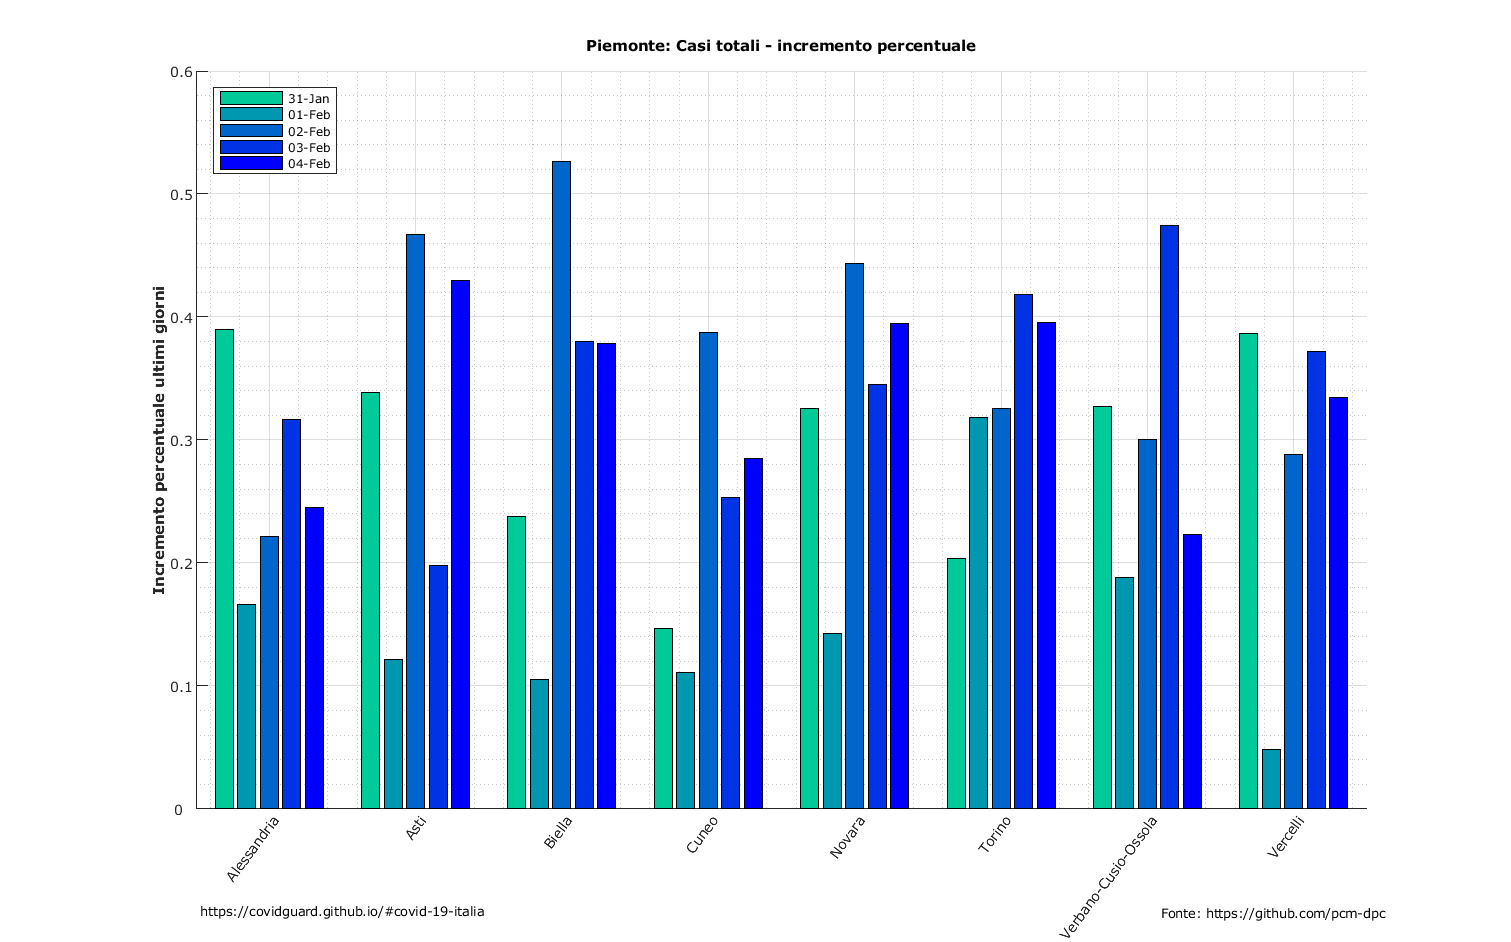 Piemonte: Casi totali - incremento percentuale
0.6
0.5
0.4
0.3
0.2
0.1
0
Incremento percentuale ultimi giorni
31-Jan
01-Feb
02-Feb
03-Feb
04-Feb
Alessandria
Asti
Biella
Cuneo
Novara
Torino
Verbano-Cusio-Ossola
Vercelli
https://covidguard.github.io/#covid-19-italia
Fonte: https://github.com/pcm-dpc